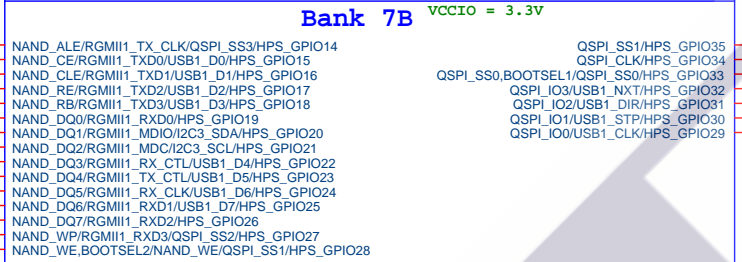 Bank 7B VCCIO = 3.3V
NAND_ALE/RGMII1_TX_CLK/QSPI_SS3/HPS_GPIO14
NAND_CE/RGMII1_TXD0/USB1_D0/HPS_GPIO15
NAND_CLE/RGMII1_TXD1/USB1_D1/HPS_GPIO16
NAND_RE/RGMII1_TXD2/USB1_D2/HPS_GPIO17
NAND_RB/RGMII1_TXD3/USB1_D3/HPS_GPIO18
NAND_DQ0/RGMII1_RXD0/HPS_GPIO19
NAND_DQ1/RGMII1_MDIO/I2C3_SDA/HPS_GPIO20
NAND_DQ2/RGMII1_MDC/I2C3_SCL/HPS_GPIO21
NAND_DQ3/RGMII1_RX_CTL/USB1_D4/HPS_GPIO22
NAND_DQ4/RGMII1_TX_CTL/USB1_D5/HPS_GPIO23
NAND_DQ5/RGMII1_RX_CLK/USB1_D6/HPS_GPIO24
NAND_DQ6/RGMII1_RXD1/USB1_D7/HPS_GPIO25
NAND_DQ7/RGMII1_RXD2/HPS_GPIO26
NAND_WP/RGMII1_RXD3/QSPI_SS2/HPS_GPIO27
NAND_WE,BOOTSEL2/NAND_WE/QSPI_SS1/HPS_GPIO28
QSPI_SS1/HPS_GPIO35
QSPI_CLK/HPS_GPIO34
QSPI_SS0,BOOTSEL1/QSPI_SS0/HPS_GPIO33
QSPI_IO3/USB1_NXT/HPS_GPIO32
QSPI_IO2/USB1_DIR/HPS_GPIO31
QSPI_IO1/USB1_STP/HPS_GPIO30
QSPI_IO0/USB1_CLK/HPS_GPIO29